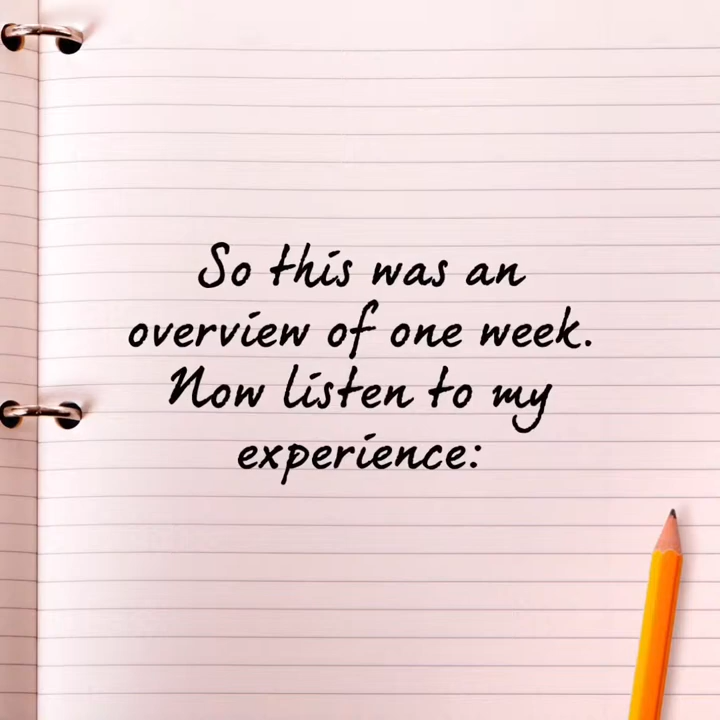 So this was an
overview of one week.
Now listen to my
experience: